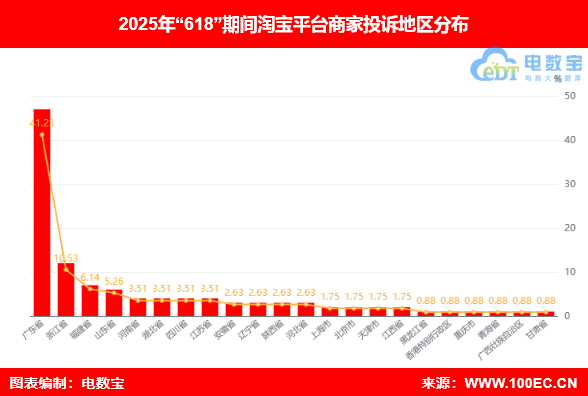 2025年“618”期间淘宝平台商家投诉地区分布
eDT 电数宝
电商大数据库
%
50
40
30
20
10
0
41.23
10.53
6.14
5.26
3.51
3.51
3.51
3.51
2.63
2.63
2.63
2.63
1.75
1.75
1.75
1.75
0.88
0.88
0.88
0.88
0.88
0.88
广东省
浙江省
福建省
山东省
河南省
湖北省
四川省
江苏省
安徽省
辽宁省
陕西省
河北省
上海市
北京市
天津市
江西省
黑龙江省
香港特别行政区
重庆市
青海省
广西壮族自治区
甘肃省
图表编制：电数宝
来源：WWW.100EC.CN